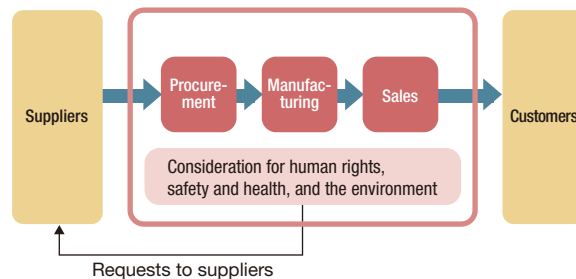 Suppliers
Procure-
ment
Manufac-
turing
Sales
Customers
Consideration for human rights,
safety and health, and the environment
Requests to suppliers